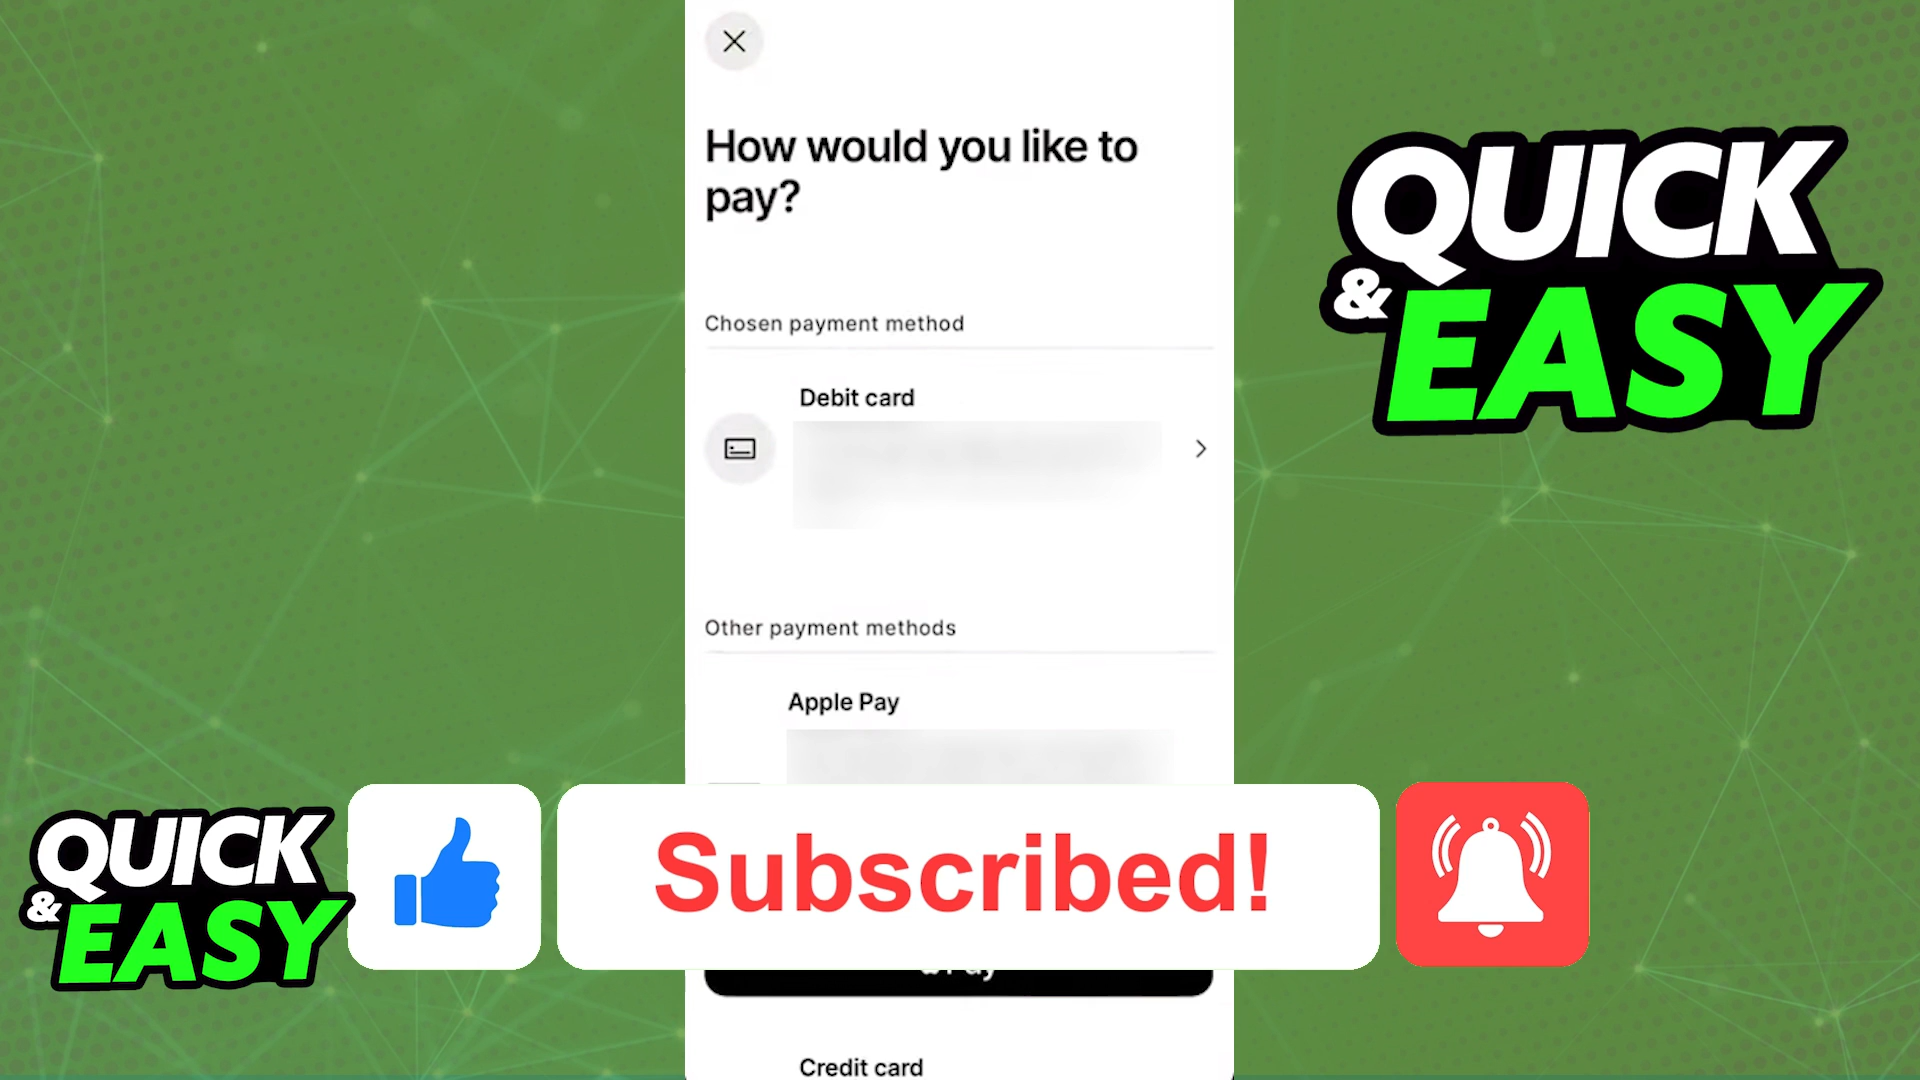 How would you like to
pay?
Chosen payment method
Debit card
Other payment methods
Apple Pay
QUICK
& EASY
QUICK
& EASY
Subscribed!
Pay
Credit card